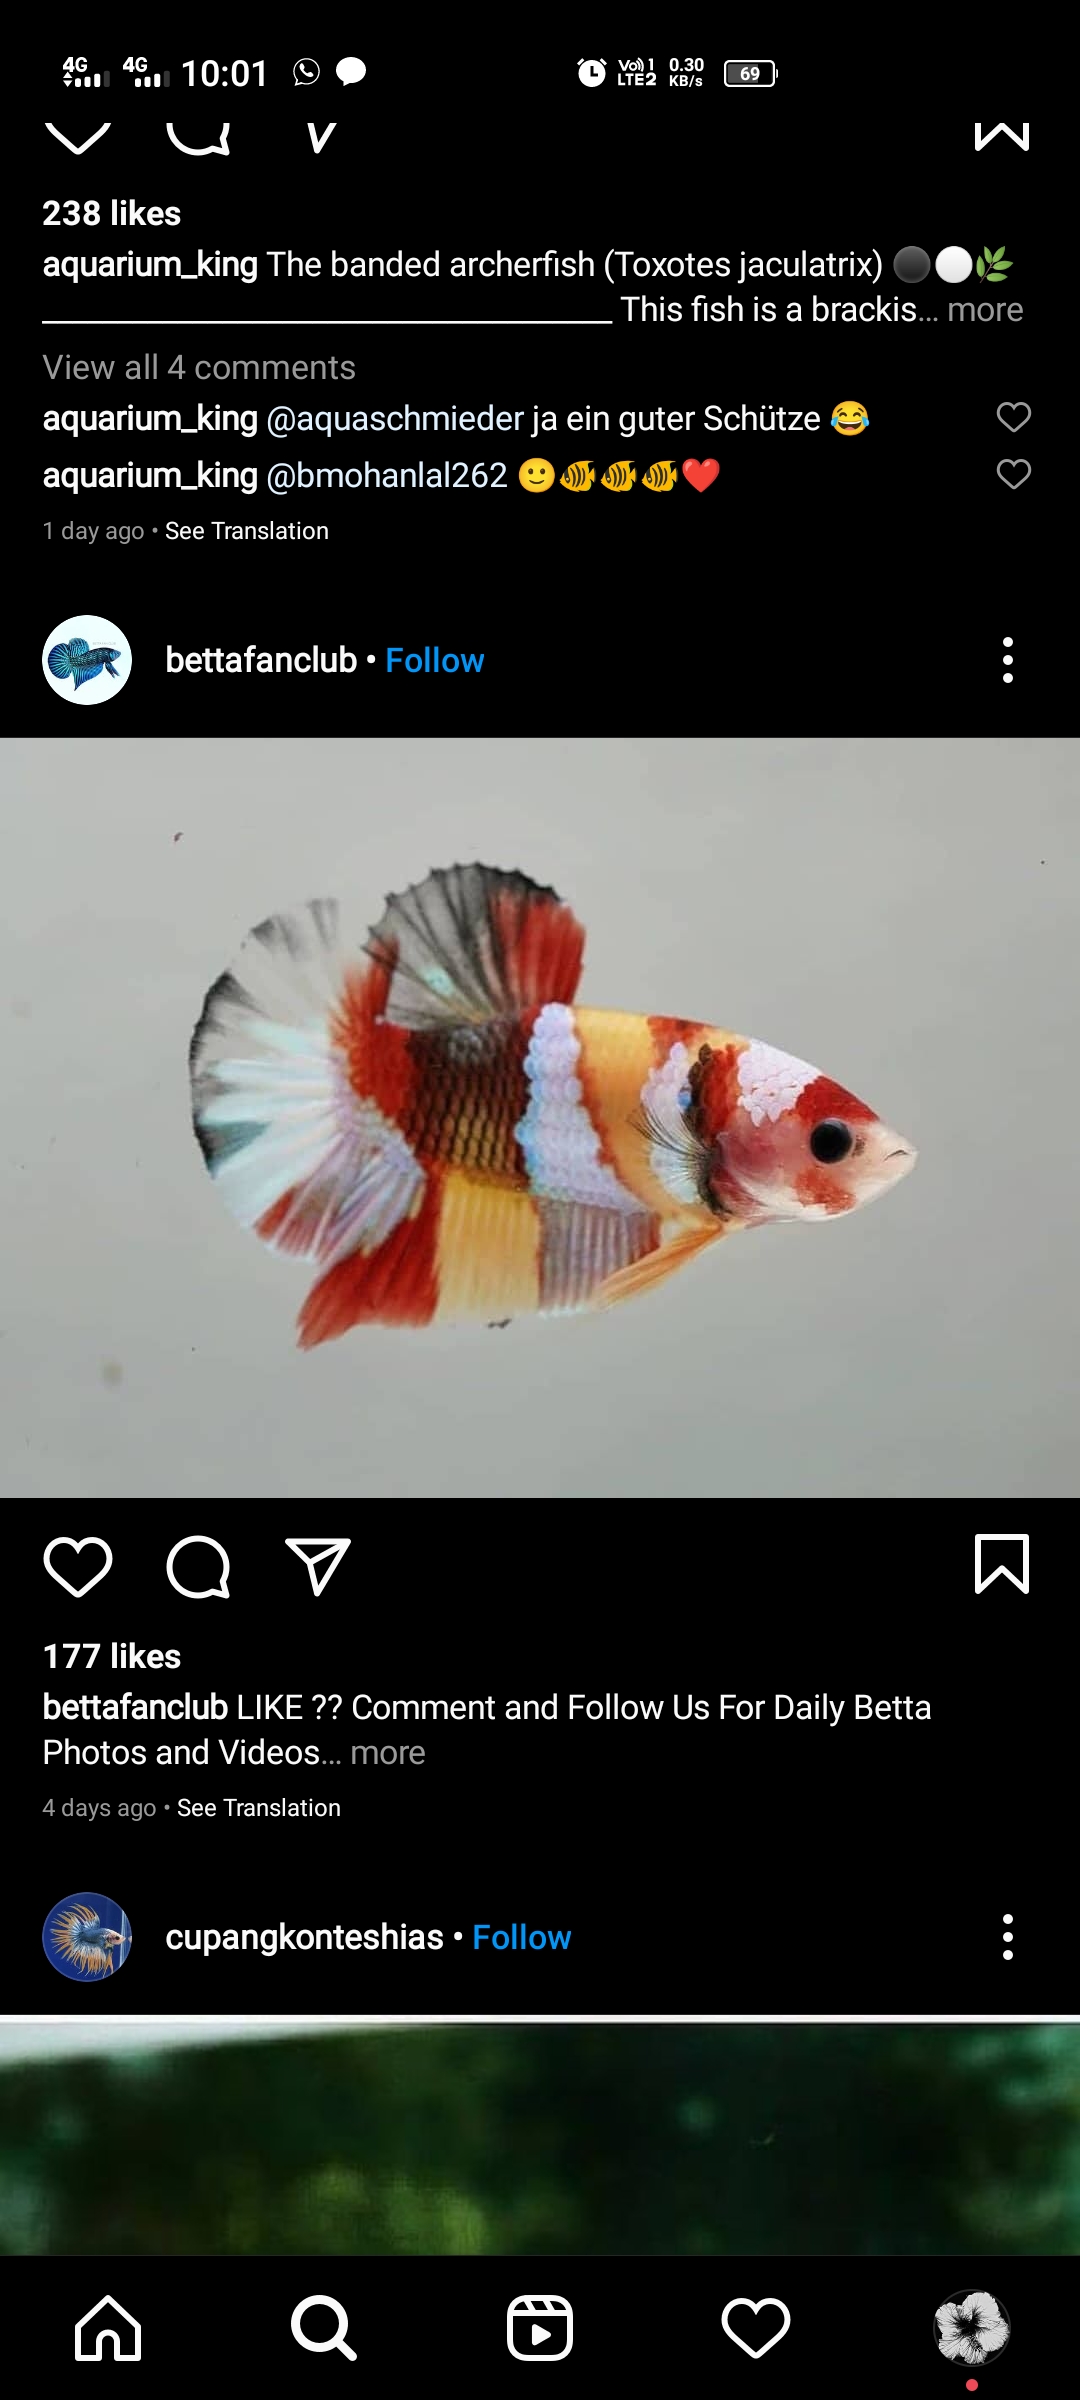 4G 4G 10:01 Vo)) 1 LTE2 0.30 KB/s 69
238 likes
aquarium_king The banded archerfish (Toxotes jaculatrix) ⚫⚪🌿
______________________________ This fish is a brackis... more
View all 4 comments
aquarium_king @aquaschmieder ja ein guter Schütze 😂
aquarium_king @bmohanlal262 🙂🐠🐠🐠❤️
1 day ago • See Translation
bettafanclub • Follow
177 likes
bettafanclub LIKE ?? Comment and Follow Us For Daily Betta
Photos and Videos... more
4 days ago • See Translation
cupangkonteshias • Follow